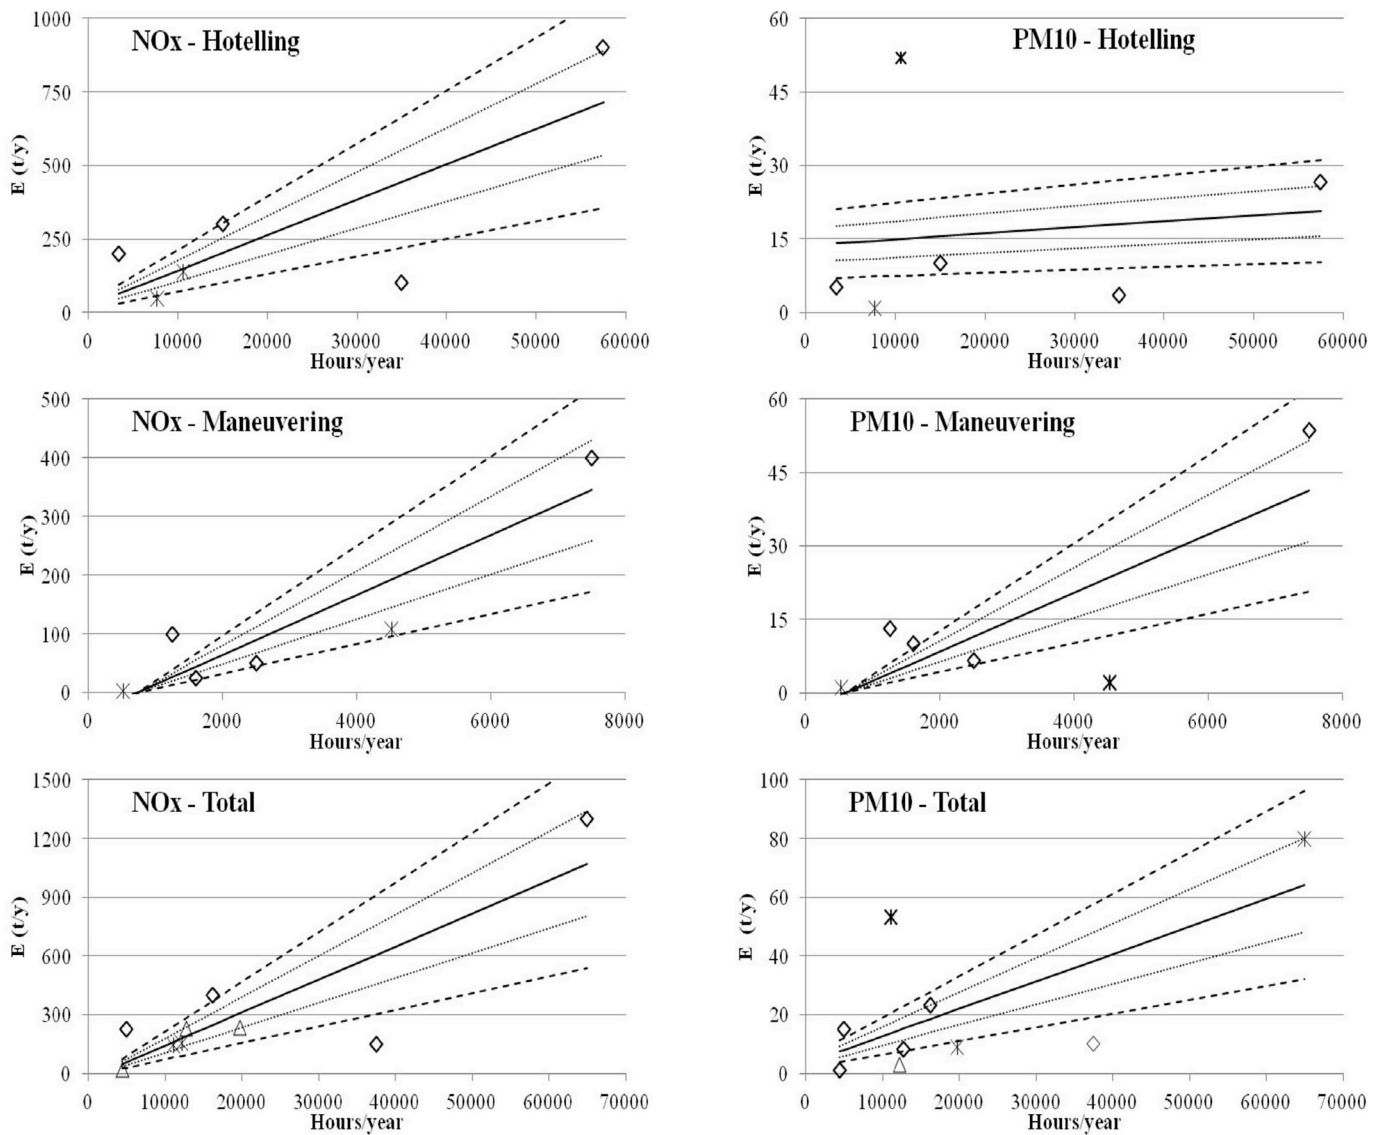 NOx - Hotelling
E (t/y)
1000
750
500
250
0
0 10000 20000 30000 40000 50000 60000
Hours/year
PM10 - Hotelling
E (t/y)
60
45
30
15
0
0 10000 20000 30000 40000 50000 60000
Hours/year
NOx - Maneuvering
E (t/y)
500
400
300
200
100
0
0 2000 4000 6000 8000
Hours/year
PM10 - Maneuvering
E (t/y)
60
45
30
15
0
0 2000 4000 6000 8000
Hours/year
NOx - Total
E (t/y)
1500
1200
900
600
300
0
0 10000 20000 30000 40000 50000 60000 70000
Hours/year
PM10 - Total
E (t/y)
100
80
60
40
20
0
0 10000 20000 30000 40000 50000 60000 70000
Hours/year